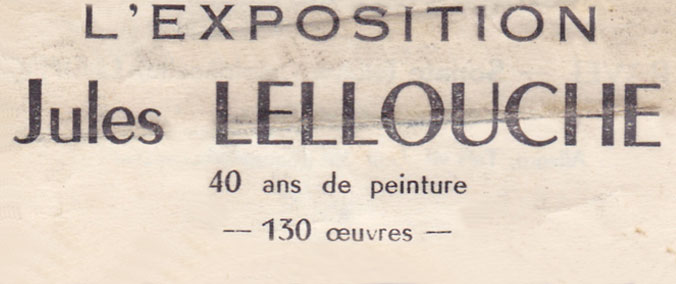 L'EXPOSITION
Jules LELLOUCHE
40 ans de peinture
— 130 œuvres —